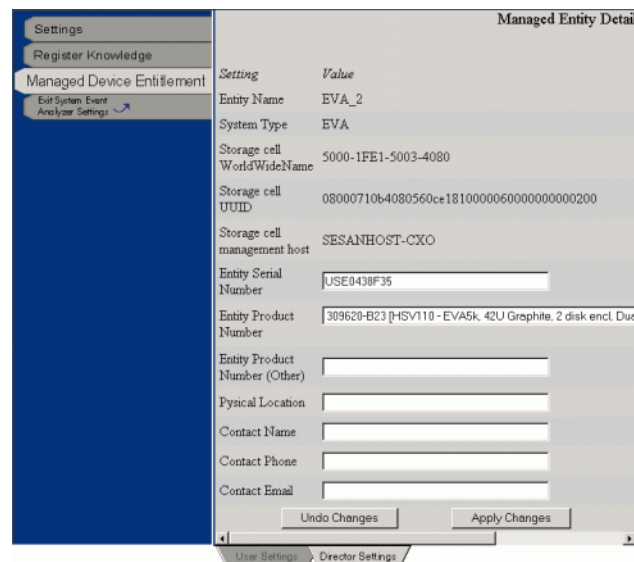 Settings
Register Knowledge
Managed Device Entitlement
Exit System Event
Analyzer Settings
Managed Entity Detail
Setting Value
Entity Name EVA_2
System Type EVA
Storage cell
WorldWideName 5000-1FE1-5003-4080
Storage cell
UUID 08000710b4080560ce1810000060000000000200
Storage cell
management host SESANHOST-CXO
Entity Serial
Number USE0438F35
Entity Product
Number 309620-B23 [HSV110 - EVA5k, 42U Graphite, 2 disk encl, Dua
Entity Product
Number (Other)
Pysical Location
Contact Name
Contact Phone
Contact Email
Undo Changes Apply Changes
User Settings Director Settings